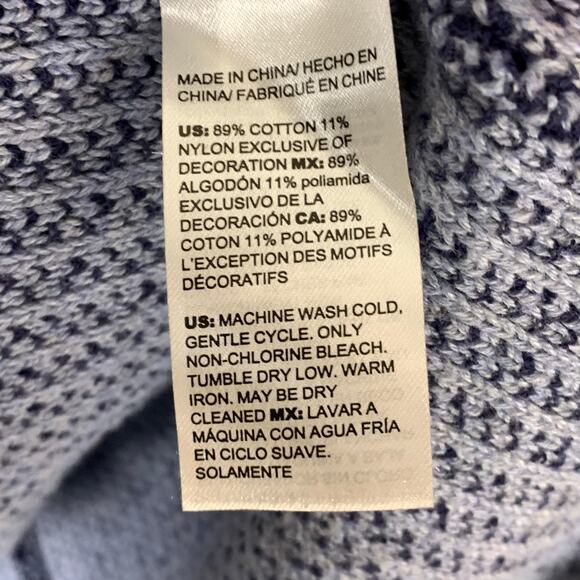 MADE IN CHINA/ HECHO EN
CHINA/ FABRIQUÉ EN CHINE
US: 89% COTTON 11%
NYLON EXCLUSIVE OF
DECORATION MX: 89%
ALGODÓN 11% poliamida
EXCLUSIVO DE LA
DECORACIÓN CA: 89%
COTON 11% POLYAMIDE À
L'EXCEPTION DES MOTIFS
DÉCORATIFS
US: MACHINE WASH COLD,
GENTLE CYCLE. ONLY
NON-CHLORINE BLEACH.
TUMBLE DRY LOW. WARM
IRON. MAY BE DRY
CLEANED MX: LAVAR A
MÁQUINA CON AGUA FRÍA
EN CICLO SUAVE.
SOLAMENTE